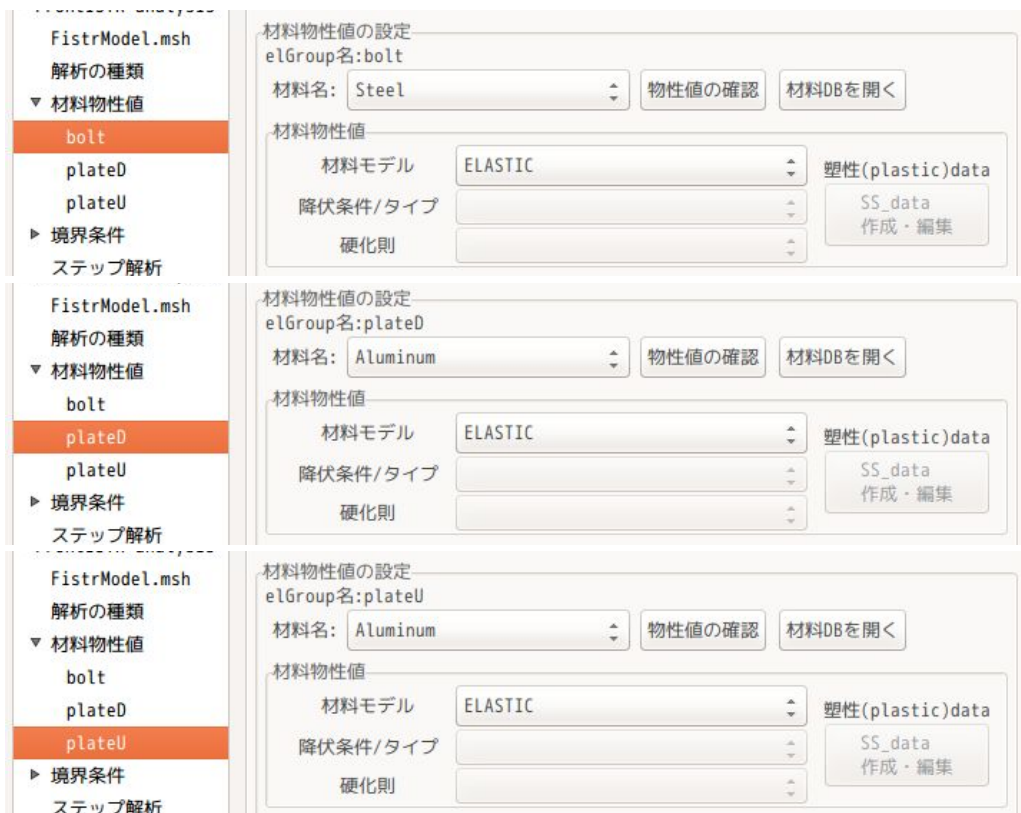 FistrModel.msh
解析の種類
材料物性値
bolt
plateD
plateU
境界条件
ステップ解析
材料物性値の設定
elGroup名:bolt
材料名: Steel 物性値の確認 材料DBを開く
材料物性値
材料モデル ELASTIC 塑性(plastic)data
降伏条件/タイプ SS_data
作成・編集
硬化則
FistrModel.msh
解析の種類
材料物性値
bolt
plateD
plateU
境界条件
ステップ解析
材料物性値の設定
elGroup名:plateD
材料名: Aluminum 物性値の確認 材料DBを開く
材料物性値
材料モデル ELASTIC 塑性(plastic)data
降伏条件/タイプ SS_data
作成・編集
硬化則
FistrModel.msh
解析の種類
材料物性値
bolt
plateD
plateU
境界条件
ステップ解析
材料物性値の設定
elGroup名:plateU
材料名: Aluminum 物性値の確認 材料DBを開く
材料物性値
材料モデル ELASTIC 塑性(plastic)data
降伏条件/タイプ SS_data
作成・編集
硬化則